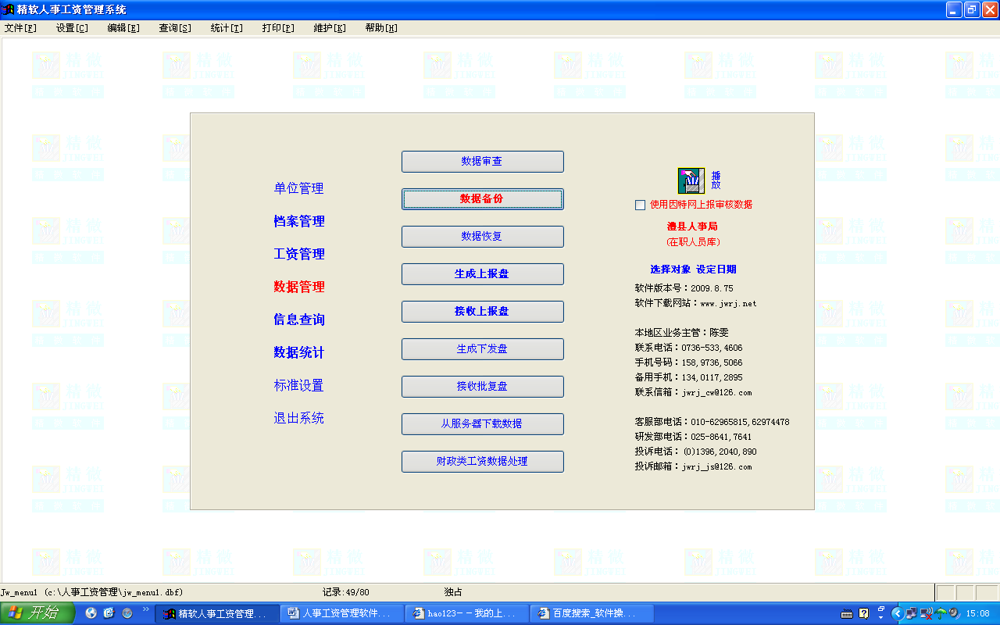 精软人事工资管理系统
文件[F] 设置[C] 编辑[E] 查询[S] 统计[T] 打印[P] 维护[K] 帮助[H]
精微
JINGWEI
单位管理
档案管理
工资管理
数据管理
信息查询
数据统计
标准设置
退出系统
数据审查
数据备份
数据恢复
生成上报盘
接收上报盘
生成下发盘
接收批复盘
从服务器下载数据
财政类工资数据处理
播放
使用因特网上报审核数据
澧县人事局
(在职人员库)
选择对象 设定日期
软件版本号：2009.8.75
软件下载网站：www.jwrj.net
本地区业务主管：陈雯
联系电话：0736-533,4606
手机号码：158,9736,5066
备用手机：134,0117,2895
联系信箱：jwrj_cw@126.com
客服部电话：010-62965815,62974478
研发部电话：025-8641,7641
投诉电话：(0)1396,2040,890
投诉邮箱：jwrj_js@126.com
Jw_menu1 (c:\人事工资管理\jw_menu1.dbf) 记录:49/80 独占
开始 精软人事工资管理... 人事工资管理软件... hao123－－我的上... 百度搜索_软件操... 15:08